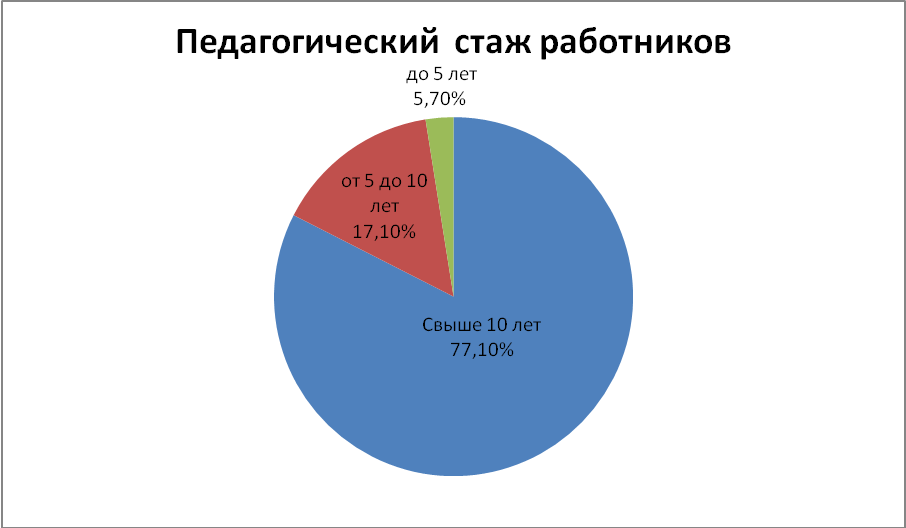 Педагогический стаж работников
до 5 лет
5,70%
от 5 до 10
лет
17,10%
Свыше 10 лет
77,10%